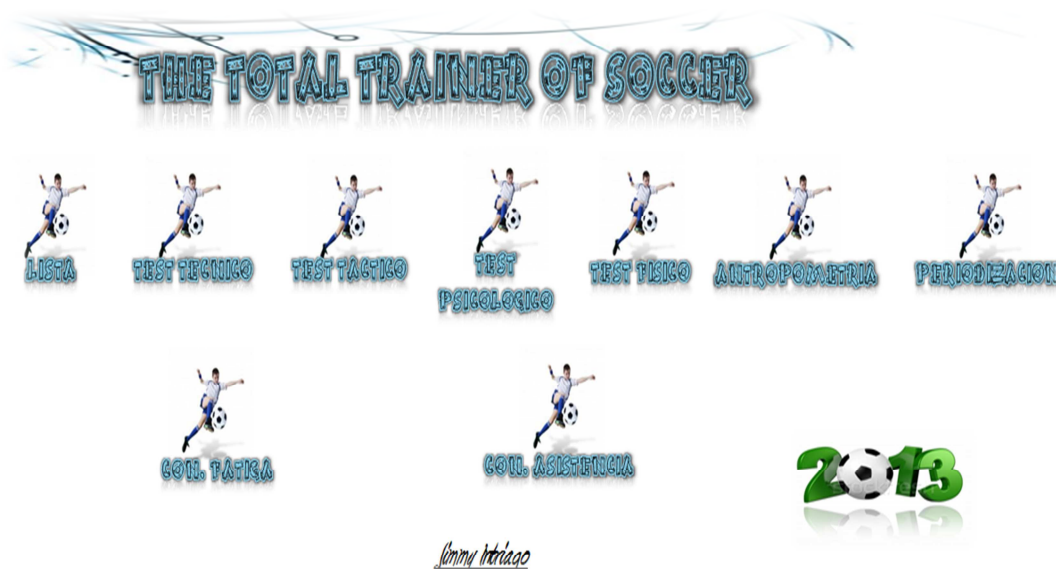 THE TOTAL TRAINER OF SOCCER
LISTA
TEST TECNICO
TEST TACTICO
TEST
PSICOLOGICO
TEST FISICO
ANTROPOMETRIA
PERIODIZACION
CON. FATIGA
CON. ASISTENCIA
2013
Jimmy Intriago